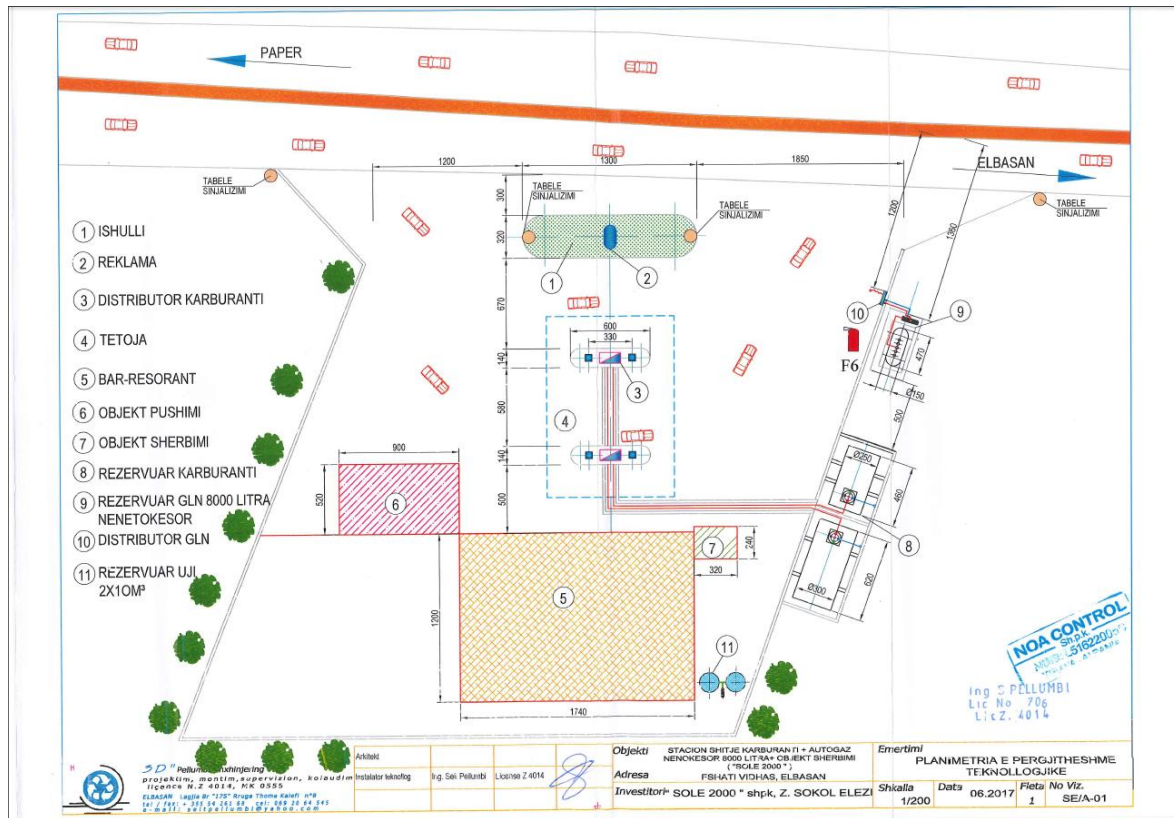 PAPER
ELBASAN
1200
1300
1850
TABELE
SINJALIZIMI
TABELE
SINJALIZIMI
TABELE
SINJALIZIMI
TABELE
SINJALIZIMI
300
320
670
140
580
140
500
1200
1360
1 ISHULLI
2 REKLAMA
3 DISTRIBUTOR KARBURANTI
4 TETOJA
5 BAR-RESORANT
6 OBJEKT PUSHIMI
7 OBJEKT SHERBIMI
8 REZERVUAR KARBURANTI
9 REZERVUAR GLN 8000 LITRA
NENETOKESOR
10 DISTRIBUTOR GLN
11 REZERVUAR UJI
2X1OM³
1
2
600
330
3
4
10
9
F6
470
Ø150
500
Ø250
460
8
Ø300
620
900
520
6
7
240
320
5
1200
1740
11
NOA CONTROL
Sh.p.k.
Ing S PELLUMBI
Lic No 706
Lic Z. 4014
3D"
projektim, montim, supervizion, kolaudim
liçence N.Z 4014, MK 0555
ELBASAN Lagjia
Arkitekt
Instalator teknolog
Ing. Seit Pellumbi
License Z 4014
Objekti
STACION SHITJE KARBURANTI + AUTOGAZ
NENOKESOR 8000 LITRA+ OBJEKT SHERBIMI
( "SOLE 2000 ")
Adresa
FSHATI VIDHAS, ELBASAN
Investitori" SOLE 2000 " shpk, Z. SOKOL ELEZI
Emertimi
PLANIMETRIA E PERGJITHESHME
TEKNOLLOGJIKE
Shkalla
1/200
Data
06.2017
Fleta
1
No Viz.
SE/A-01